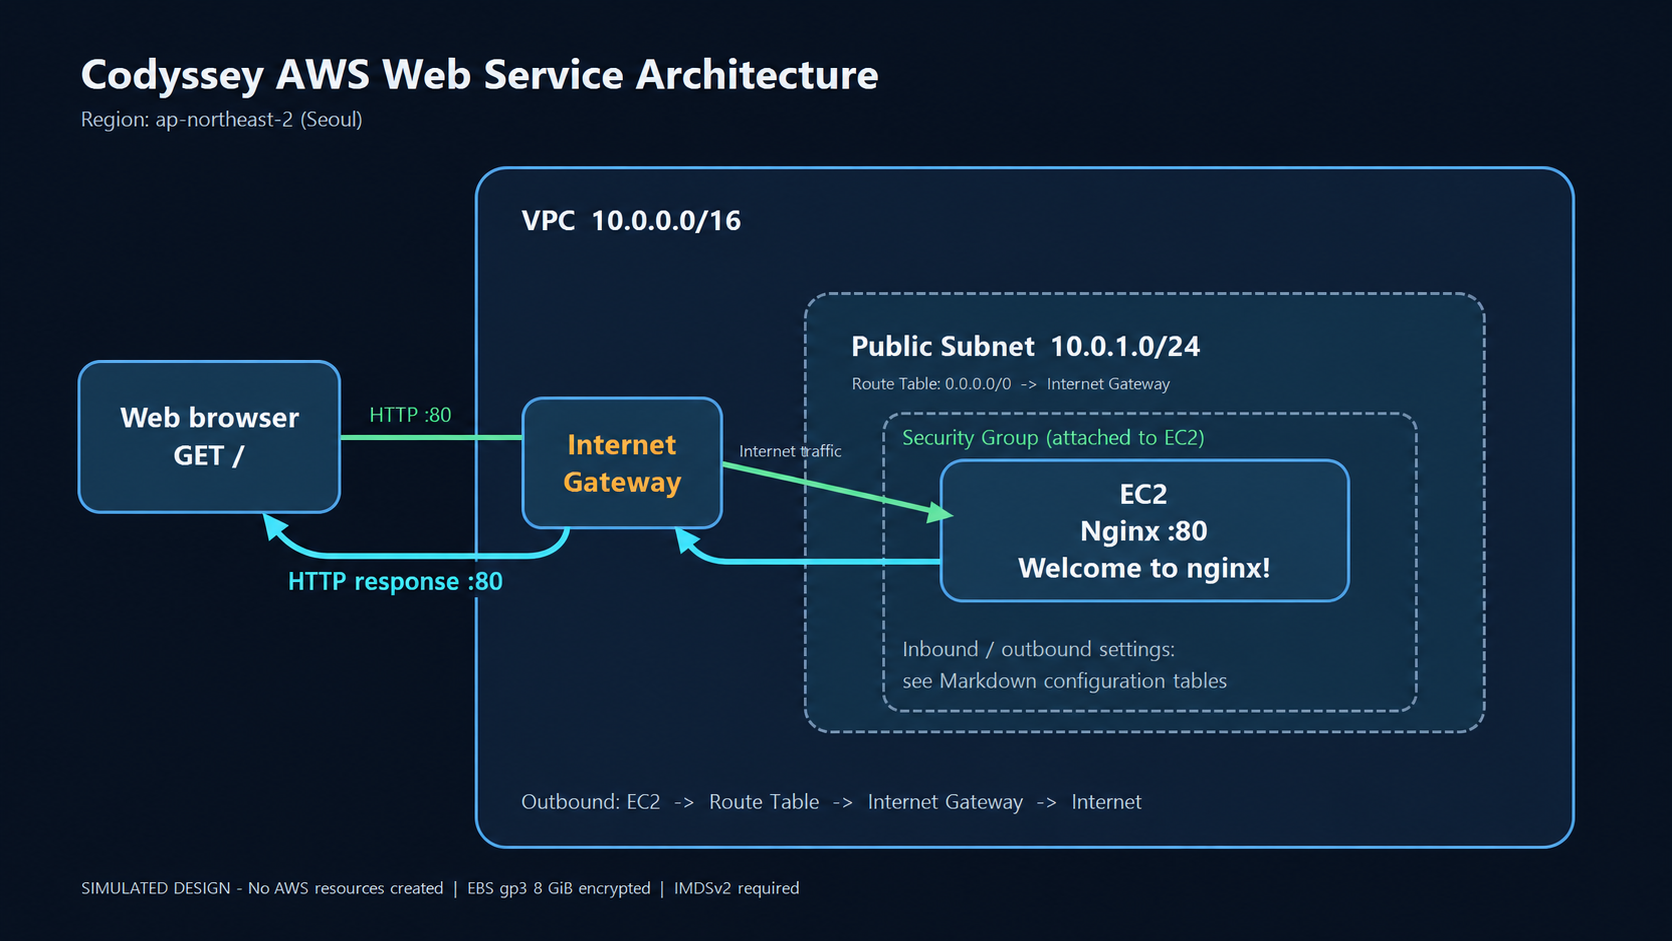 Codyssey AWS Web Service Architecture
Region: ap-northeast-2 (Seoul)
VPC 10.0.0.0/16
Public Subnet 10.0.1.0/24
Route Table: 0.0.0.0/0 -> Internet Gateway
Web browser
GET /
HTTP :80
Internet
Gateway
Internet traffic
Security Group (attached to EC2)
EC2
Nginx :80
Welcome to nginx!
HTTP response :80
Inbound / outbound settings:
see Markdown configuration tables
Outbound: EC2 -> Route Table -> Internet Gateway -> Internet
SIMULATED DESIGN - No AWS resources created | EBS gp3 8 GiB encrypted | IMDSv2 required